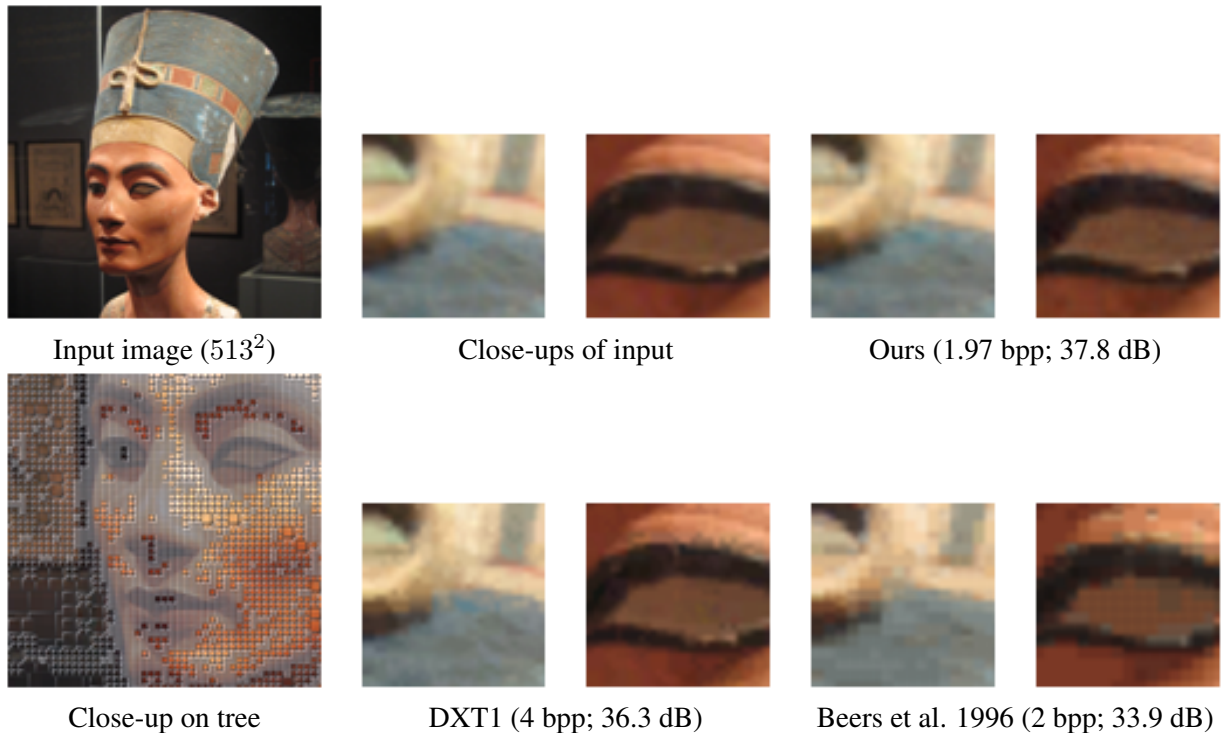 Input image (513²)
Close-ups of input
Ours (1.97 bpp; 37.8 dB)
Close-up on tree
DXT1 (4 bpp; 36.3 dB)
Beers et al. 1996 (2 bpp; 33.9 dB)